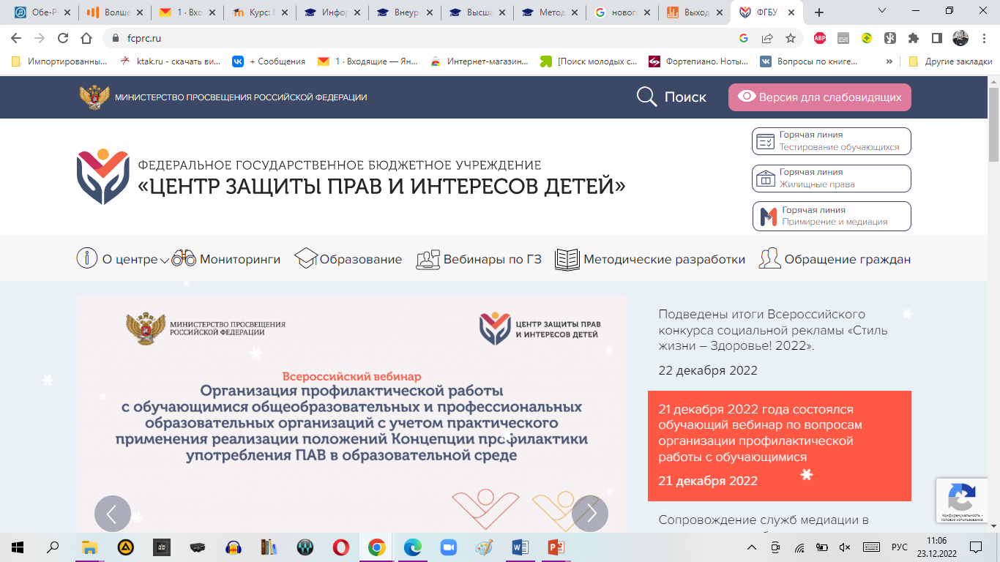 Обе-Р
Волше
1 · Вхо
Курс: М
Инфор
Внеур
Высша
Метод
нового
Выход
ФГБУ
fcprc.ru
Импортированны...
ktak.ru - скачать ви...
+ Сообщения
1 · Входящие — Ян...
Интернет-магазин...
[Поиск молодых с...
Фортепиано. Ноты...
Вопросы по книге...
»
Другие закладки
МИНИСТЕРСТВО ПРОСВЕЩЕНИЯ РОССИЙСКОЙ ФЕДЕРАЦИИ
Поиск
Версия для слабовидящих
ФЕДЕРАЛЬНОЕ ГОСУДАРСТВЕННОЕ БЮДЖЕТНОЕ УЧРЕЖДЕНИЕ
«ЦЕНТР ЗАЩИТЫ ПРАВ И ИНТЕРЕСОВ ДЕТЕЙ»
Горячая линия
Тестирование обучающихся
Горячая линия
Жилищные права
Горячая линия
Примирение и медиация
О центре
Мониторинги
Образование
Вебинары по ГЗ
Методические разработки
Обращение граждан
МИНИСТЕРСТВО ПРОСВЕЩЕНИЯ
РОССИЙСКОЙ ФЕДЕРАЦИИ
ЦЕНТР ЗАЩИТЫ ПРАВ
И ИНТЕРЕСОВ ДЕТЕЙ
Всероссийский вебинар
Организация профилактической работы
с обучающимися общеобразовательных и профессиональных
образовательных организаций с учетом практического
применения реализации положений Концепции профилактики
употребления ПАВ в образовательной среде
Подведены итоги Всероссийского
конкурса социальной рекламы «Стиль
жизни – Здоровье! 2022».
22 декабря 2022
21 декабря 2022 года состоялся
обучающий вебинар по вопросам
организации профилактической
работы с обучающимися
21 декабря 2022
Сопровождение служб медиации в
Конфиденциальность -
Условия использования
РУС
11:06
23.12.2022